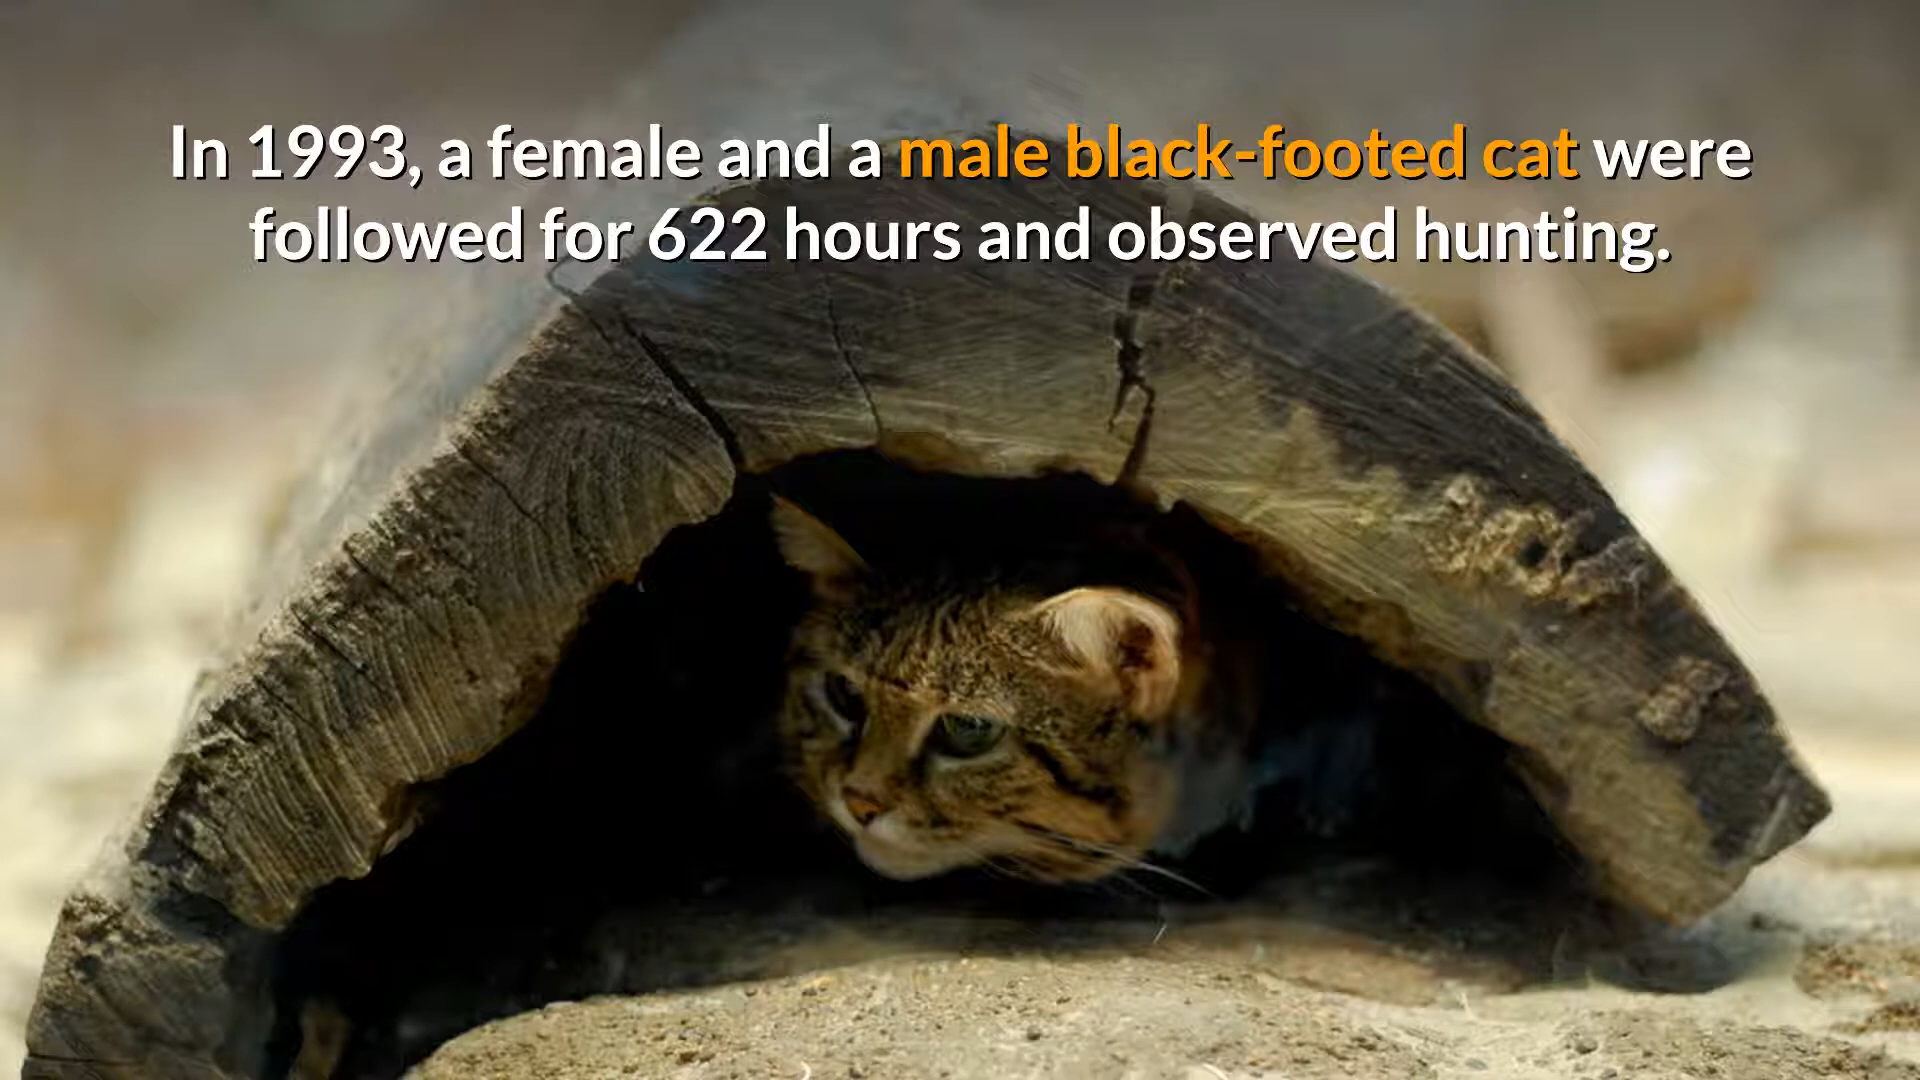 In 1993, a female and a male black-footed cat were
followed for 622 hours and observed hunting.